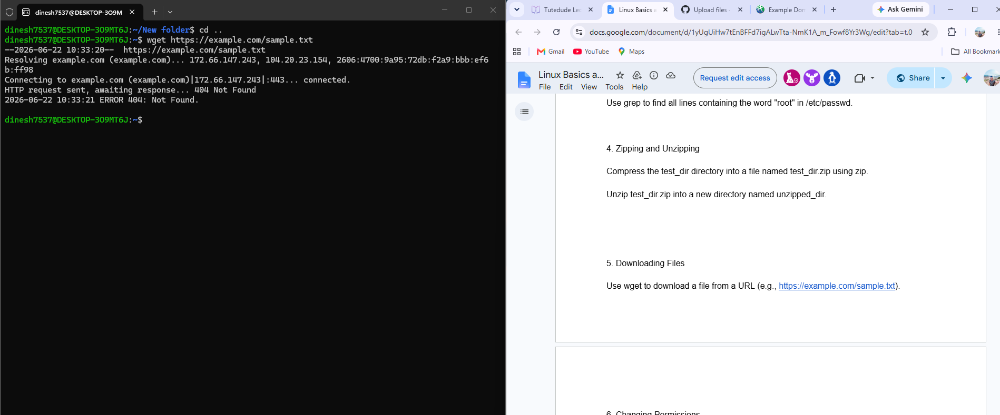 dinesh7537@DESKTOP-3O9M
dinesh7537@DESKTOP-3O9MT6J:~/New folder$ cd ..
dinesh7537@DESKTOP-3O9MT6J:~$ wget https://example.com/sample.txt
--2026-06-22 10:33:20--  https://example.com/sample.txt
Resolving example.com (example.com)... 172.66.147.243, 104.20.23.154, 2606:4700:9a95:72db:f2a9:bbb:ef6
b:ff98
Connecting to example.com (example.com)|172.66.147.243|:443... connected.
HTTP request sent, awaiting response... 404 Not Found
2026-06-22 10:33:21 ERROR 404: Not Found.
dinesh7537@DESKTOP-3O9MT6J:~$
Tutedude Lec
Linux Basics a
Upload files
Example Dom
Ask Gemini
docs.google.com/document/d/1yUgUiHw7tEnBFFd7igALwTta-NmK1A_m_Fowf8Yr3Wg/edit?tab=t.0
Gmail YouTube Maps All Bookmark
Linux Basics a...
File Edit View Tools Help
Request edit access
Share
Use grep to find all lines containing the word "root" in /etc/passwd.
4. Zipping and Unzipping
Compress the test_dir directory into a file named test_dir.zip using zip.
Unzip test_dir.zip into a new directory named unzipped_dir.
5. Downloading Files
Use wget to download a file from a URL (e.g., https://example.com/sample.txt).
6. Changing Permissions